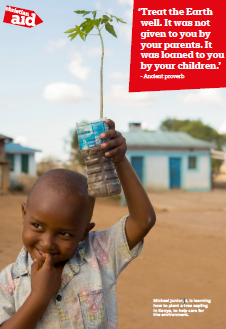 christian
aid
'Treat the Earth
well. It was not
given to you by
your parents. It
was loaned to you
by your children.'
– Ancient proverb
Michael Junior, 4, is learning
how to plant a tree sapling
in Kenya, to help care for
the environment.